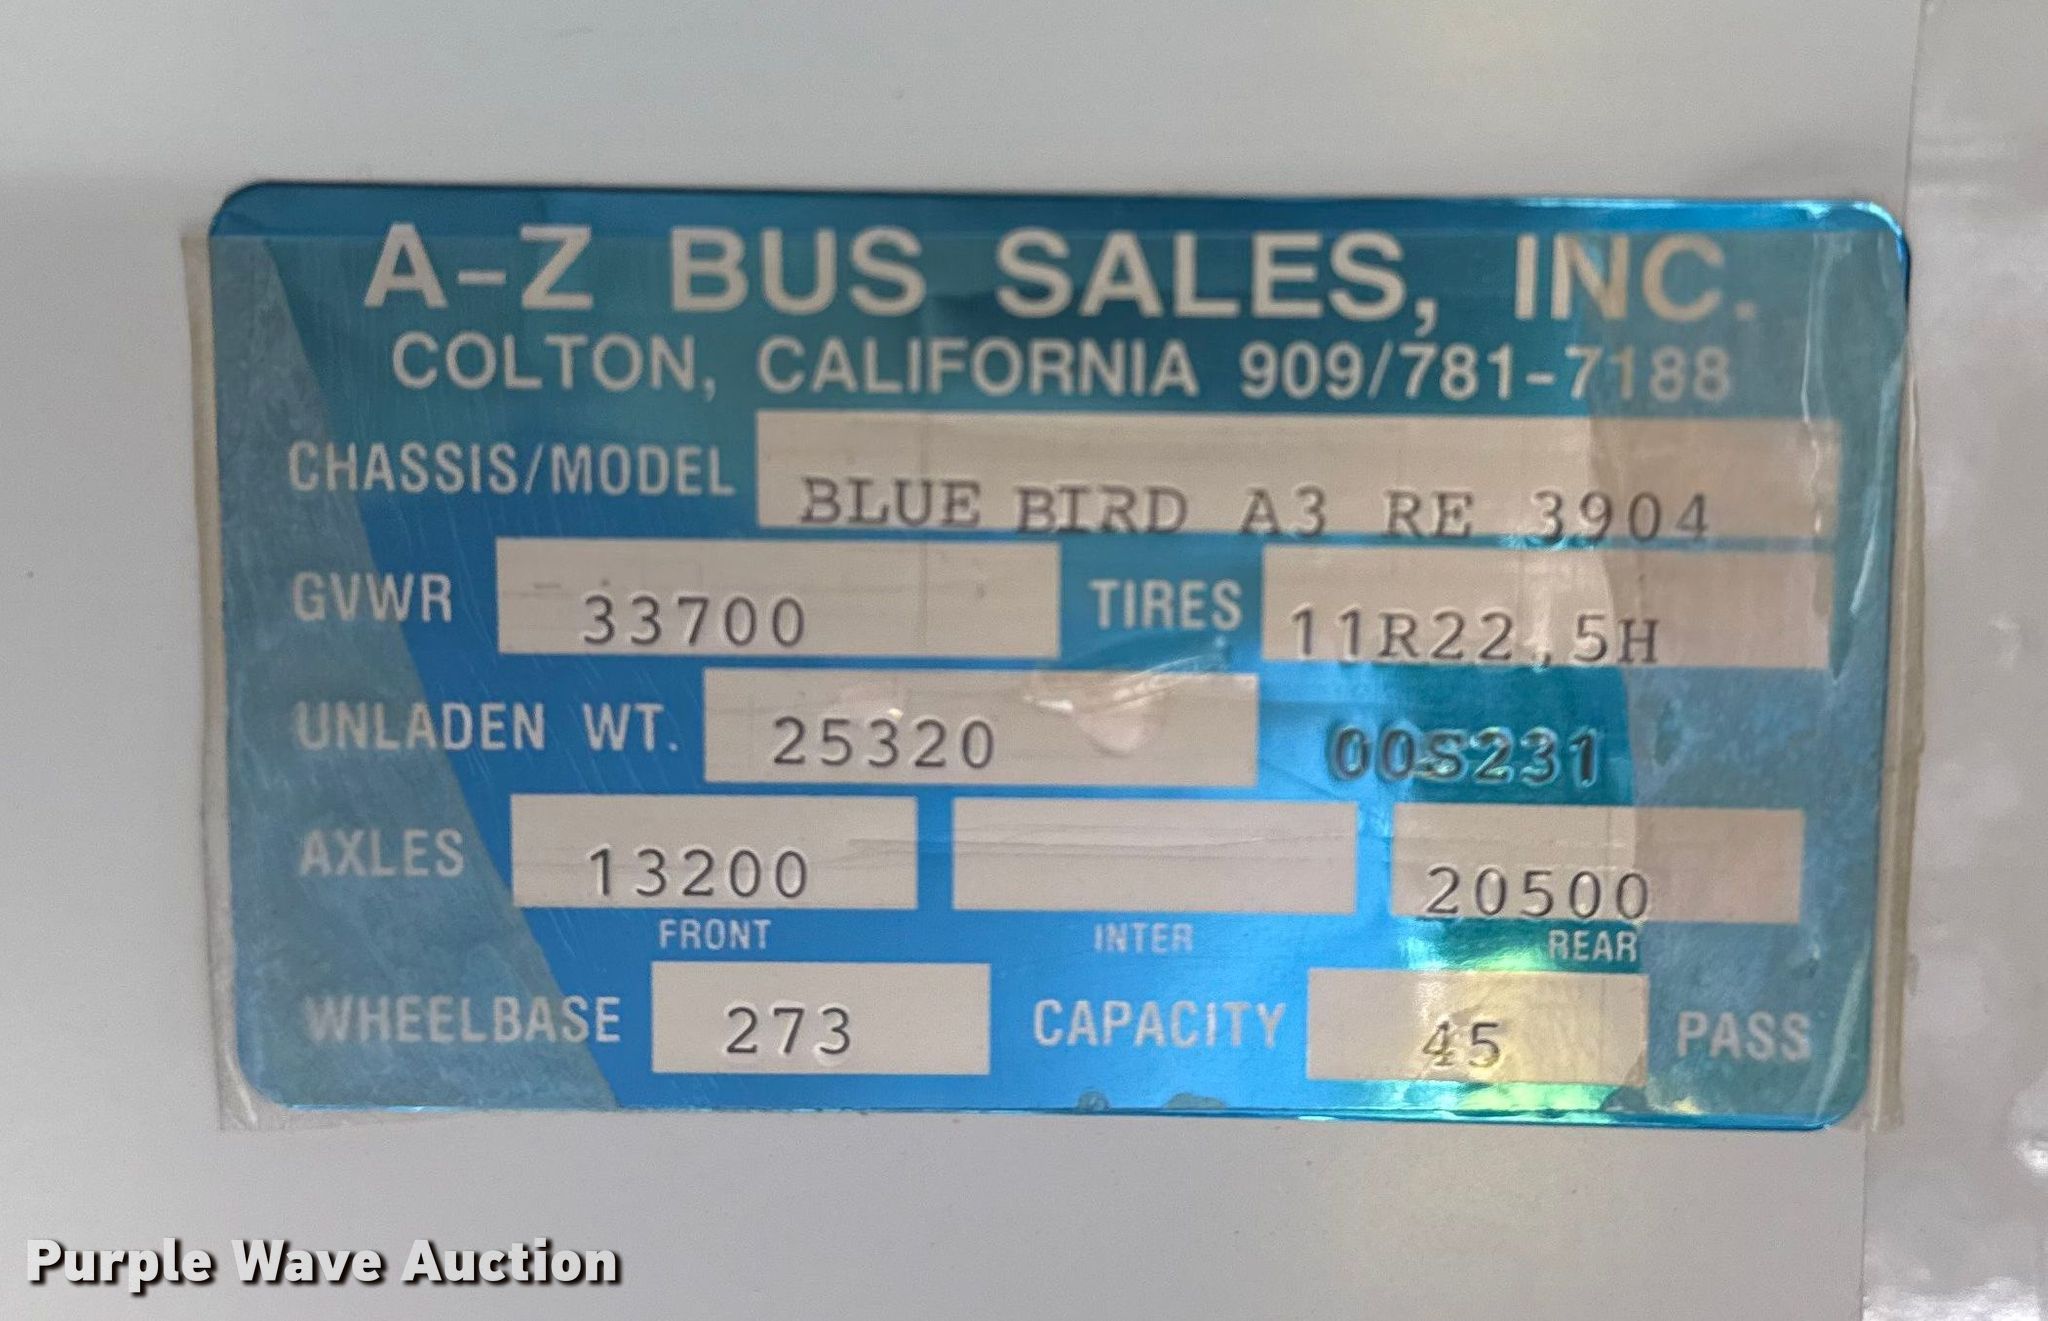 A-Z BUS SALES, INC.
COLTON, CALIFORNIA 909/781-7188
CHASSIS/MODEL BLUE BIRD A3 RE 3904
GVWR 33700 TIRES 11R22.5H
UNLADEN WT. 25320 00S231
AXLES 13200 20500
FRONT INTER REAR
WHEELBASE 273 CAPACITY 45 PASS
Purple Wave Auction